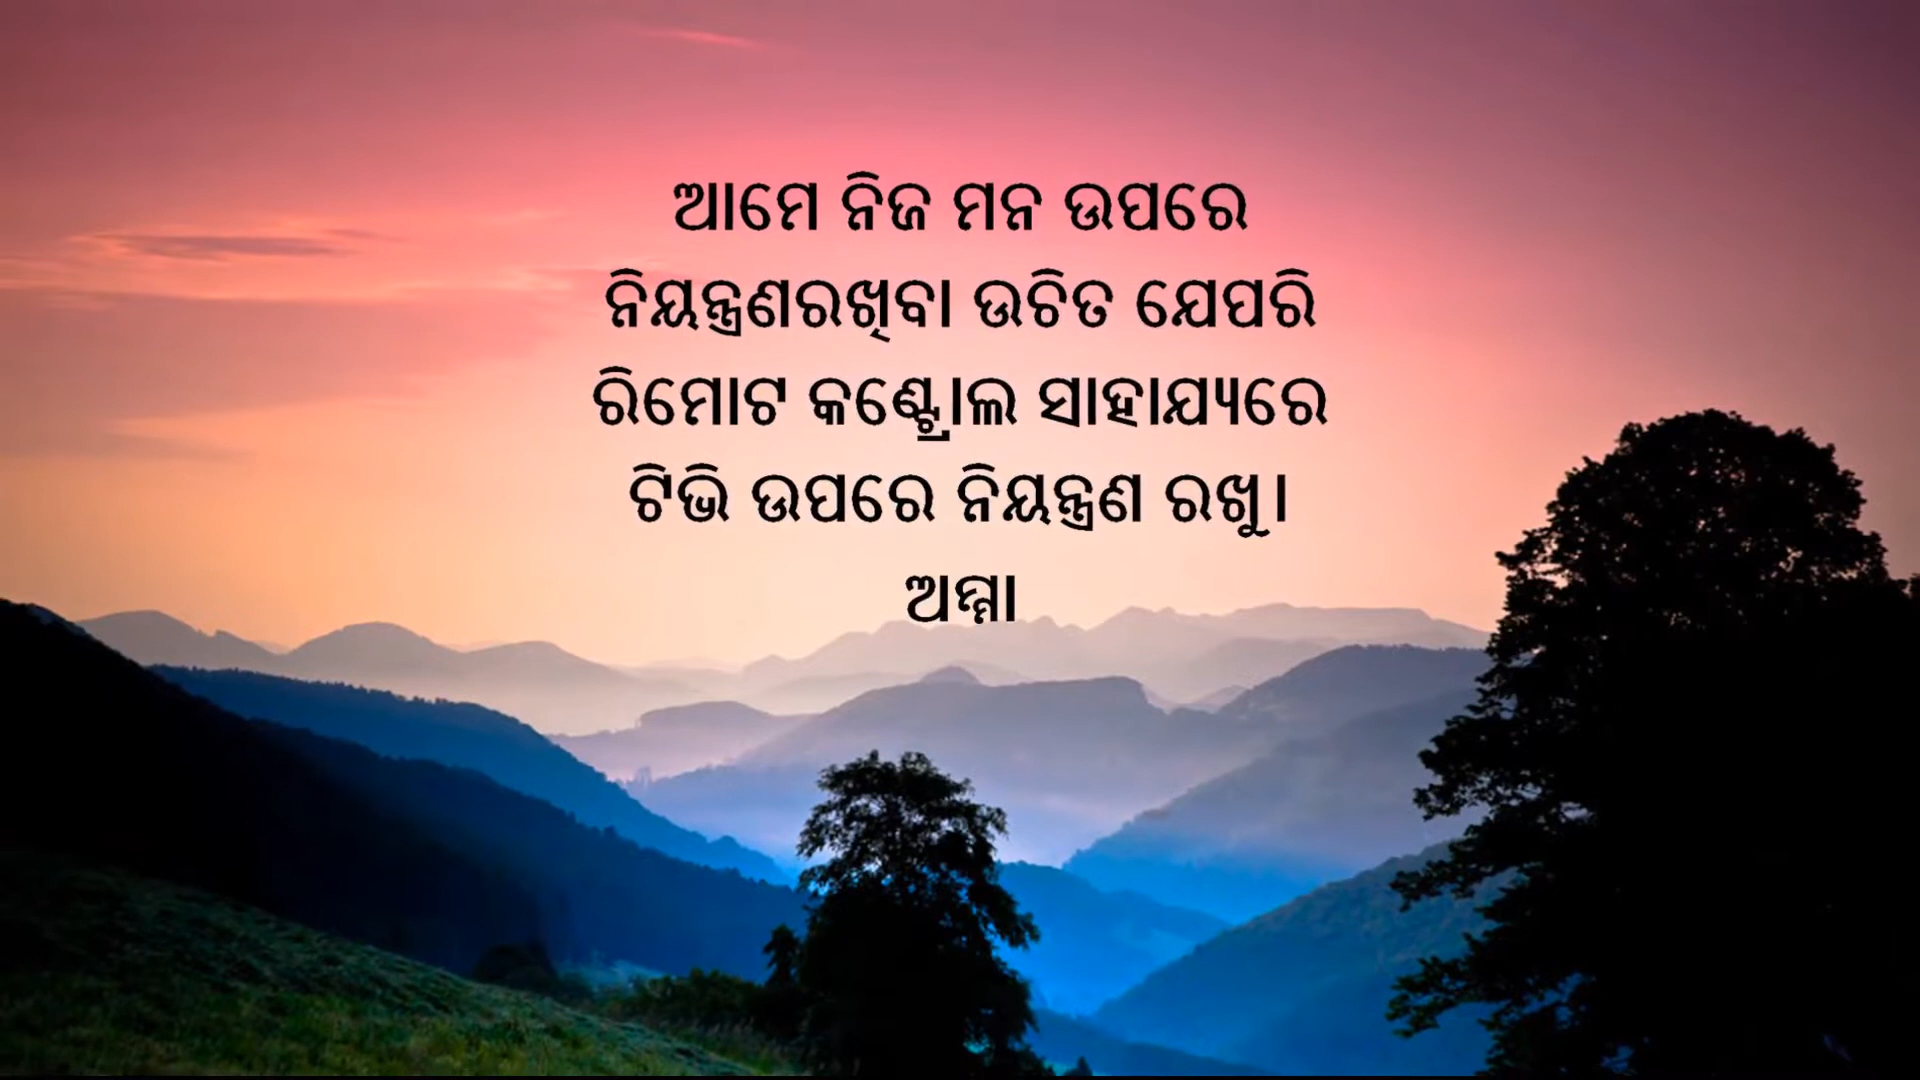 ଆମେ ନିଜ ମନ ଉପରେ
ନିୟନ୍ତ୍ରଣରଖିବା ଉଚିତ ଯେପରି
ରିମୋଟ କଣ୍ଟ୍ରୋଲ ସାହାଯ୍ୟରେ
ଟିଭି ଉପରେ ନିୟନ୍ତ୍ରଣ ରଖୁ।
ଅମ୍ମା